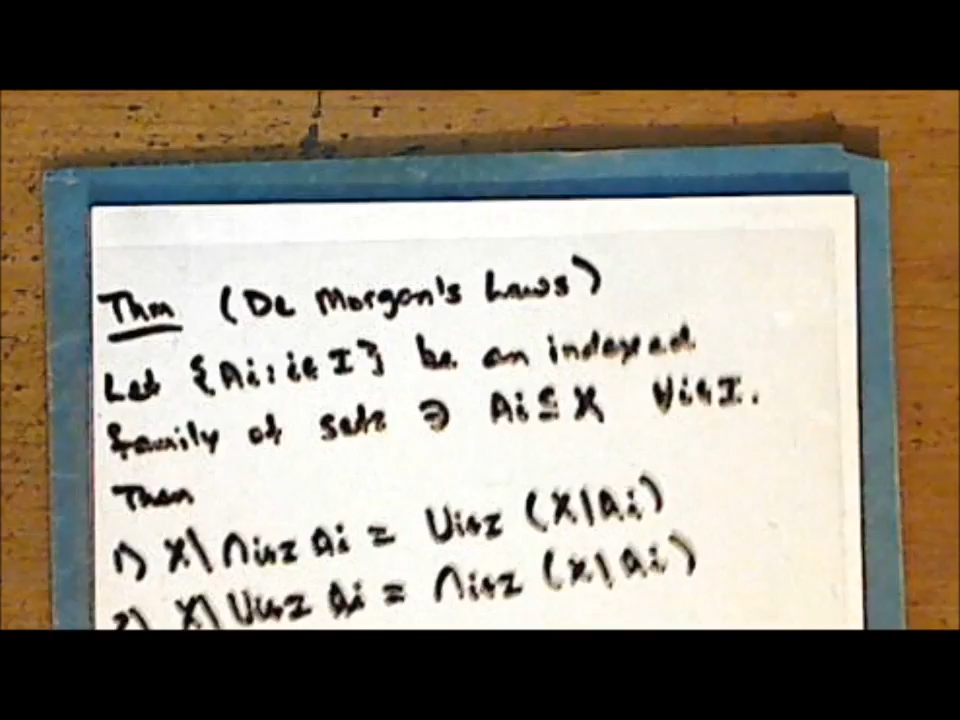 Thm (De Morgan's Laws)
Let {Ai : i ∈ I} be an indexed
family of sets ∋ Ai ⊆ X ∀i∈I.
Then
1) X\∩i∈I Ai = ∪i∈I (X\Ai)
2) X\∪i∈I Ai = ∩i∈I (X\Ai)